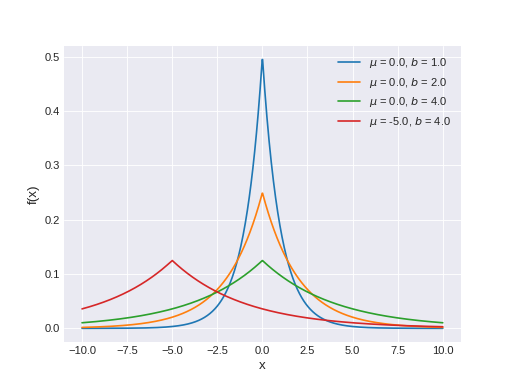 0.5
0.4
0.3
0.2
0.1
0.0
f(x)
μ = 0.0, b = 1.0
μ = 0.0, b = 2.0
μ = 0.0, b = 4.0
μ = -5.0, b = 4.0
−10.0 −7.5 −5.0 −2.5 0.0 2.5 5.0 7.5 10.0
x